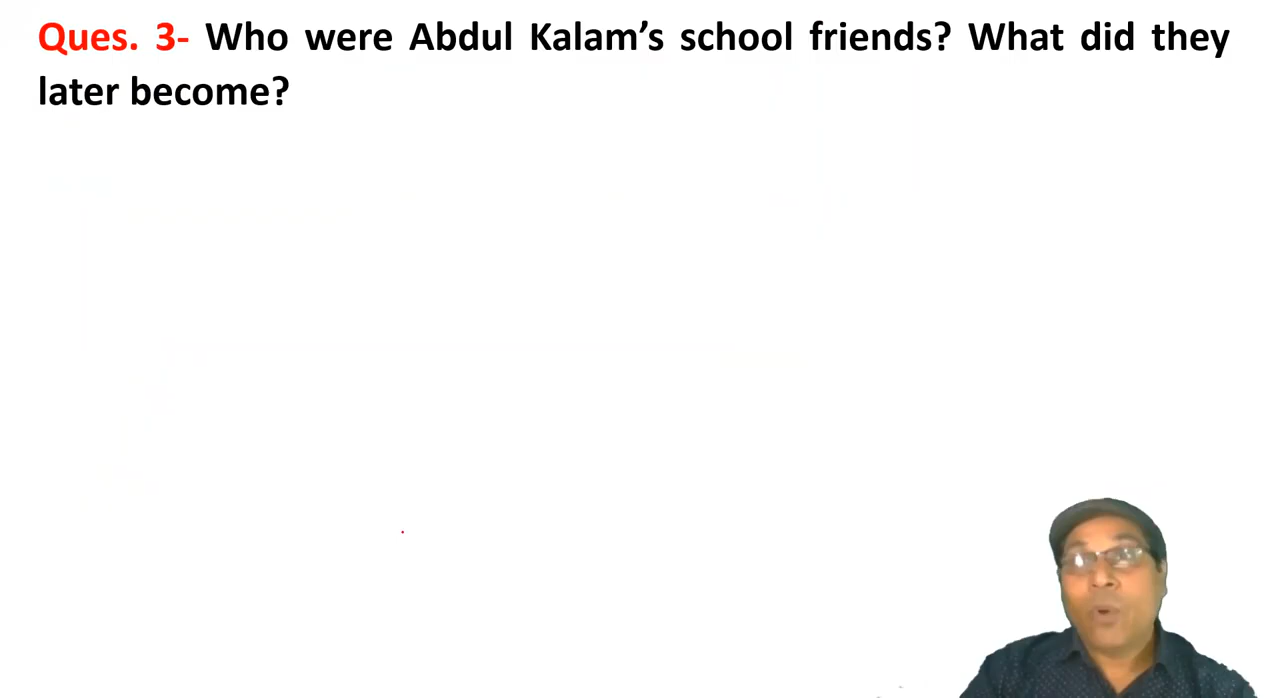 Ques. 3- Who were Abdul Kalam’s school friends? What did they
later become?